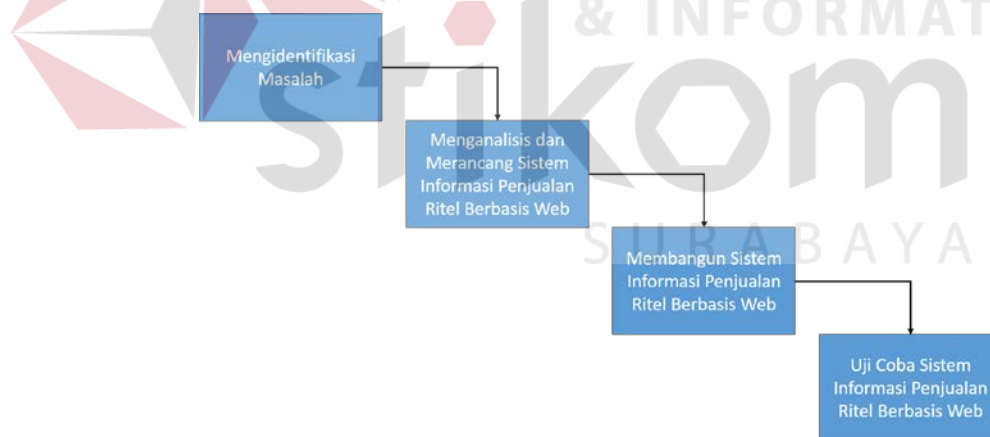 & INFORMAT
stikom
SURABAYA
Mengidentifikasi
Masalah
Menganalisis dan
Merancang Sistem
Informasi Penjualan
Ritel Berbasis Web
Membangun Sistem
Informasi Penjualan
Ritel Berbasis Web
Uji Coba Sistem
Informasi Penjualan
Ritel Berbasis Web